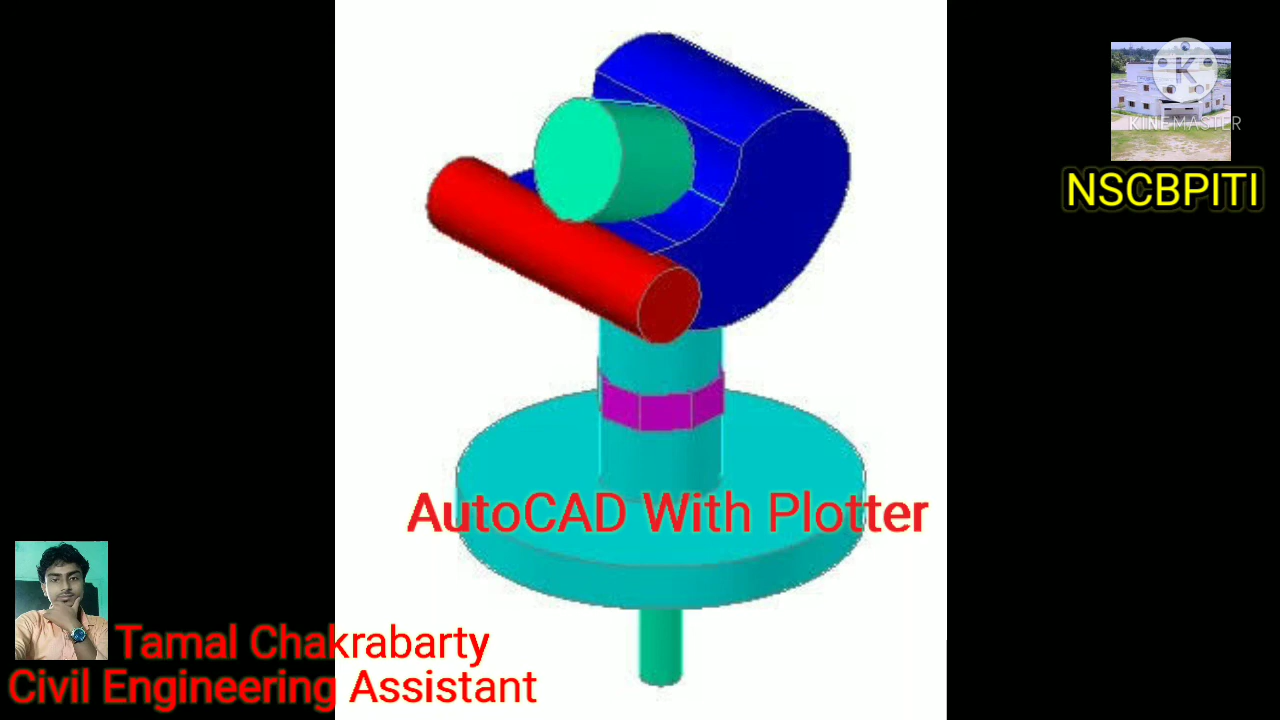 K
KINEMASTER
NSCBPITI
AutoCAD With Plotter
Tamal Chakrabarty
Civil Engineering Assistant